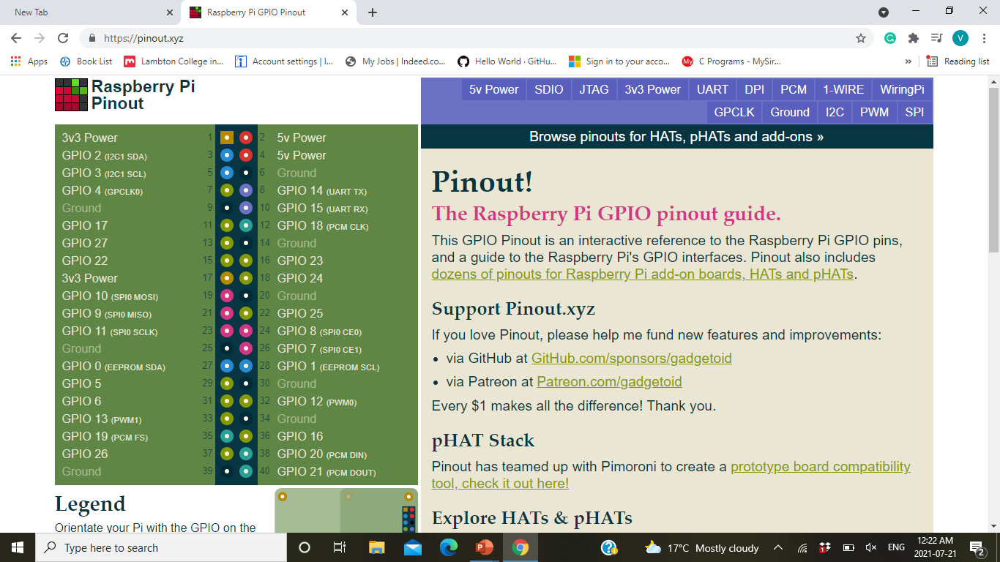 New Tab
Raspberry Pi GPIO Pinout
https://pinout.xyz
Apps
Book List
Lambton College in...
Account settings | I...
My Jobs | Indeed.co...
Hello World · GitHu...
Sign in to your acco...
C Programs - MySir...
»
Reading list
V
Raspberry Pi
Pinout
5v Power SDIO JTAG 3v3 Power UART DPI PCM 1-WIRE WiringPi
GPCLK Ground I2C PWM SPI
3v3 Power 1 2 5v Power
GPIO 2 (I2C1 SDA) 3 4 5v Power
GPIO 3 (I2C1 SCL) 5 6 Ground
GPIO 4 (GPCLK0) 7 8 GPIO 14 (UART TX)
Ground 9 10 GPIO 15 (UART RX)
GPIO 17 11 12 GPIO 18 (PCM CLK)
GPIO 27 13 14 Ground
GPIO 22 15 16 GPIO 23
3v3 Power 17 18 GPIO 24
GPIO 10 (SPI0 MOSI) 19 20 Ground
GPIO 9 (SPI0 MISO) 21 22 GPIO 25
GPIO 11 (SPI0 SCLK) 23 24 GPIO 8 (SPI0 CE0)
Ground 25 26 GPIO 7 (SPI0 CE1)
GPIO 0 (EEPROM SDA) 27 28 GPIO 1 (EEPROM SCL)
GPIO 5 29 30 Ground
GPIO 6 31 32 GPIO 12 (PWM0)
GPIO 13 (PWM1) 33 34 Ground
GPIO 19 (PCM FS) 35 36 GPIO 16
GPIO 26 37 38 GPIO 20 (PCM DIN)
Ground 39 40 GPIO 21 (PCM DOUT)
Legend
Orientate your Pi with the GPIO on the
Browse pinouts for HATs, pHATs and add-ons »
Pinout!
The Raspberry Pi GPIO pinout guide.
This GPIO Pinout is an interactive reference to the Raspberry Pi GPIO pins,
and a guide to the Raspberry Pi's GPIO interfaces. Pinout also includes
dozens of pinouts for Raspberry Pi add-on boards, HATs and pHATs.
Support Pinout.xyz
If you love Pinout, please help me fund new features and improvements:
• via GitHub at GitHub.com/sponsors/gadgetoid
• via Patreon at Patreon.com/gadgetoid
Every $1 makes all the difference! Thank you.
pHAT Stack
Pinout has teamed up with Pimoroni to create a prototype board compatibility
tool, check it out here!
Explore HATs & pHATs
Type here to search
17°C Mostly cloudy
ENG
12:22 AM
2021-07-21
2